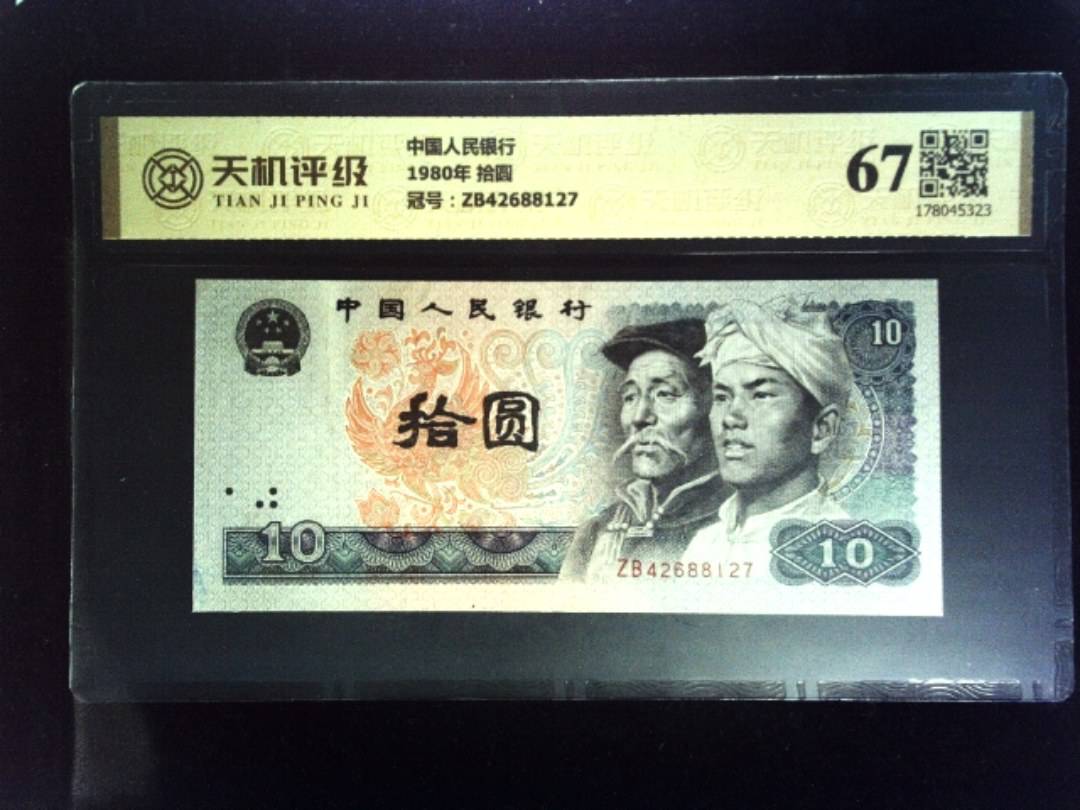 天机评级
TIAN JI PING JI
中国人民银行
1980年 拾圆
冠号：ZB42688127
67
178045323
中国人民银行
10
拾圆
10
ZB42688127
10